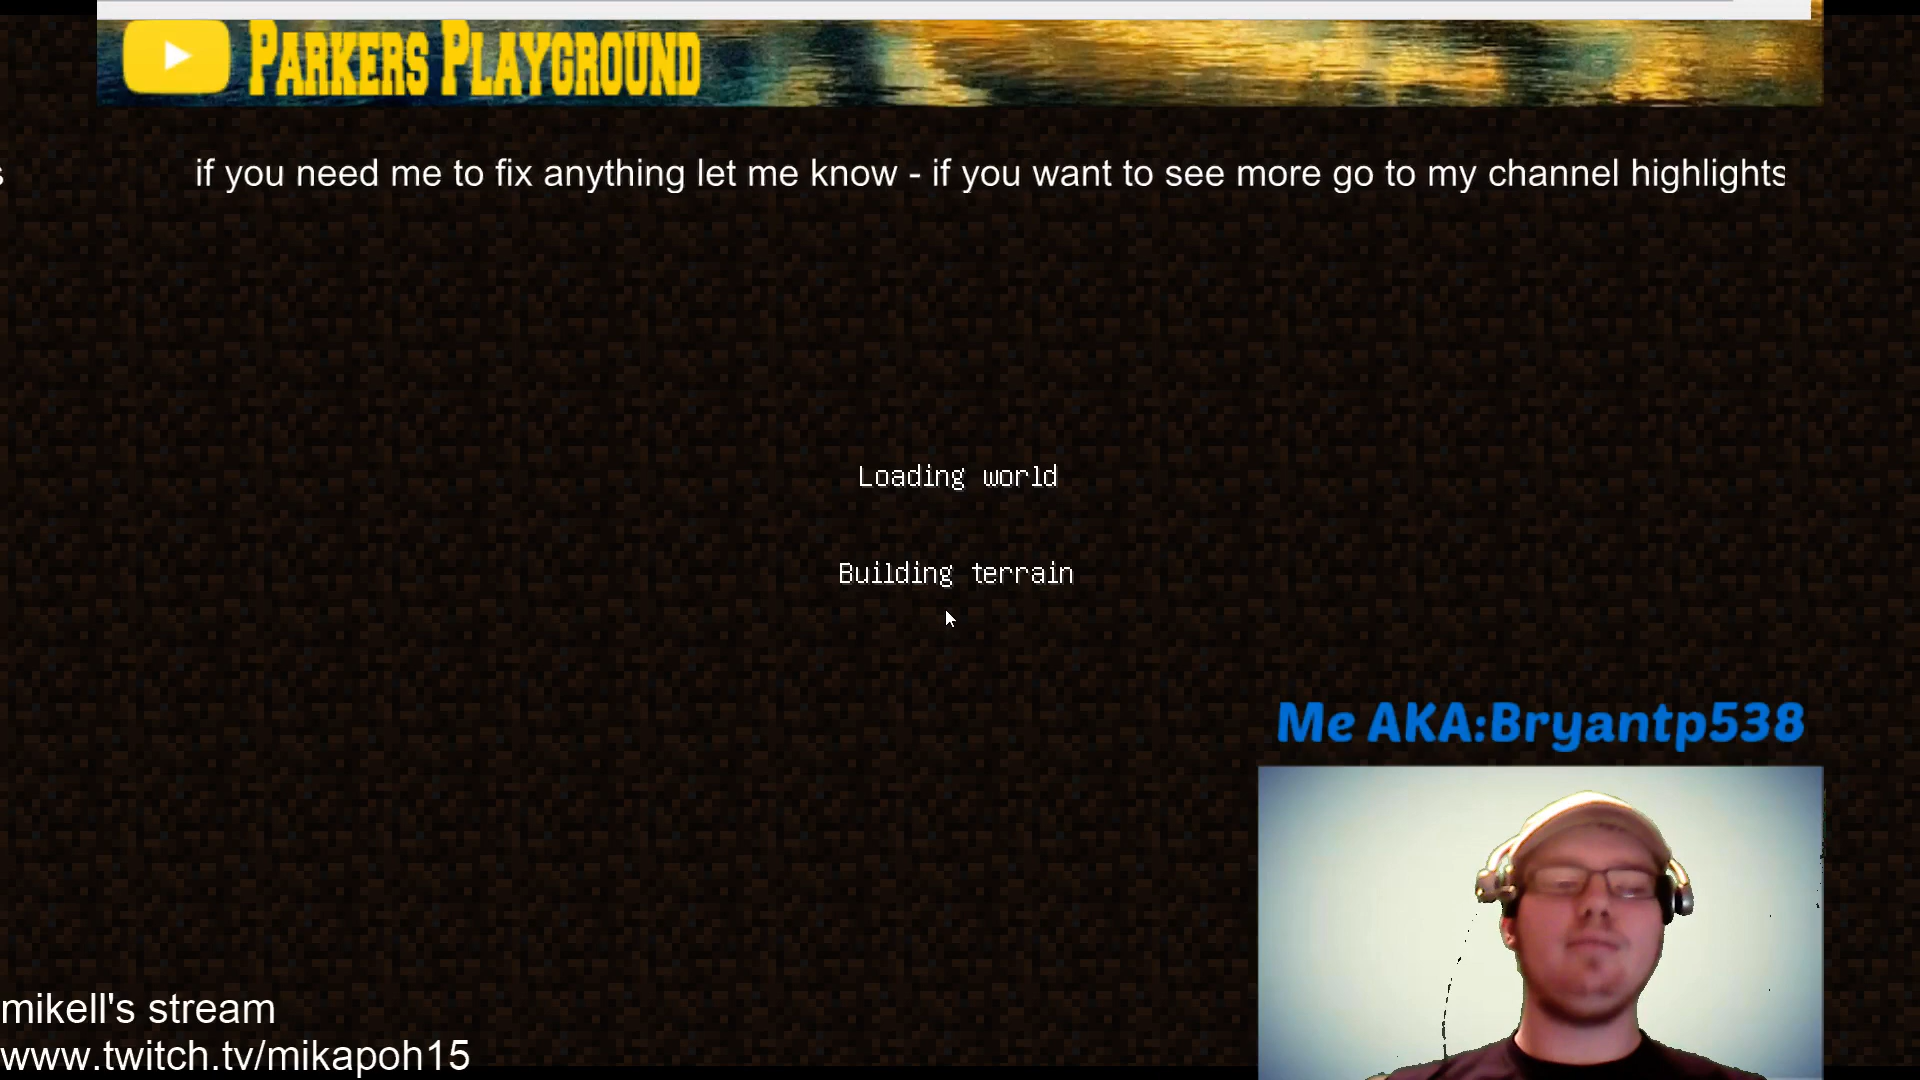 PARKERS PLAYGROUND
if you need me to fix anything let me know - if you want to see more go to my channel highlights
Loading world
Building terrain
Me AKA:Bryantp538
mikell's stream
www.twitch.tv/mikapoh15